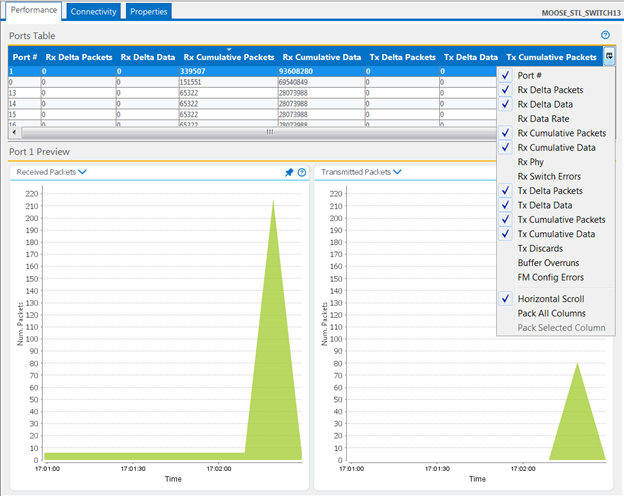 Performance Connectivity Properties MOOSE_STL_SWITCH13
Ports Table
Port # Rx Delta Packets Rx Delta Data Rx Cumulative Packets Rx Cumulative Data Tx Delta Packets Tx Delta Data Tx Cumulative Packets
1 0 0 339507 93608280 0 0
0 0 0 151551 69540849 0 0
13 0 0 65322 28073988 0 0
14 0 0 65322 28073988 0 0
15 0 0 65322 28073988 0 0
16 0 0 65322 28073988 0 0
Port #
Rx Delta Packets
Rx Delta Data
Rx Data Rate
Rx Cumulative Packets
Rx Cumulative Data
Rx Phy
Rx Switch Errors
Tx Delta Packets
Tx Delta Data
Tx Cumulative Packets
Tx Cumulative Data
Tx Discards
Buffer Overruns
FM Config Errors
Horizontal Scroll
Pack All Columns
Pack Selected Column
Port 1 Preview
Received Packets
220
210
200
190
180
170
160
150
140
130
120
110
100
90
80
70
60
50
40
30
20
10
0
Num. Packets
17:01:00 17:01:30 17:02:00
Time
Transmitted Packets
220
210
200
190
180
170
160
150
140
130
120
110
100
90
80
70
60
50
40
30
20
10
0
Num. Packets
17:01:00 17:01:30 17:02:00
Time